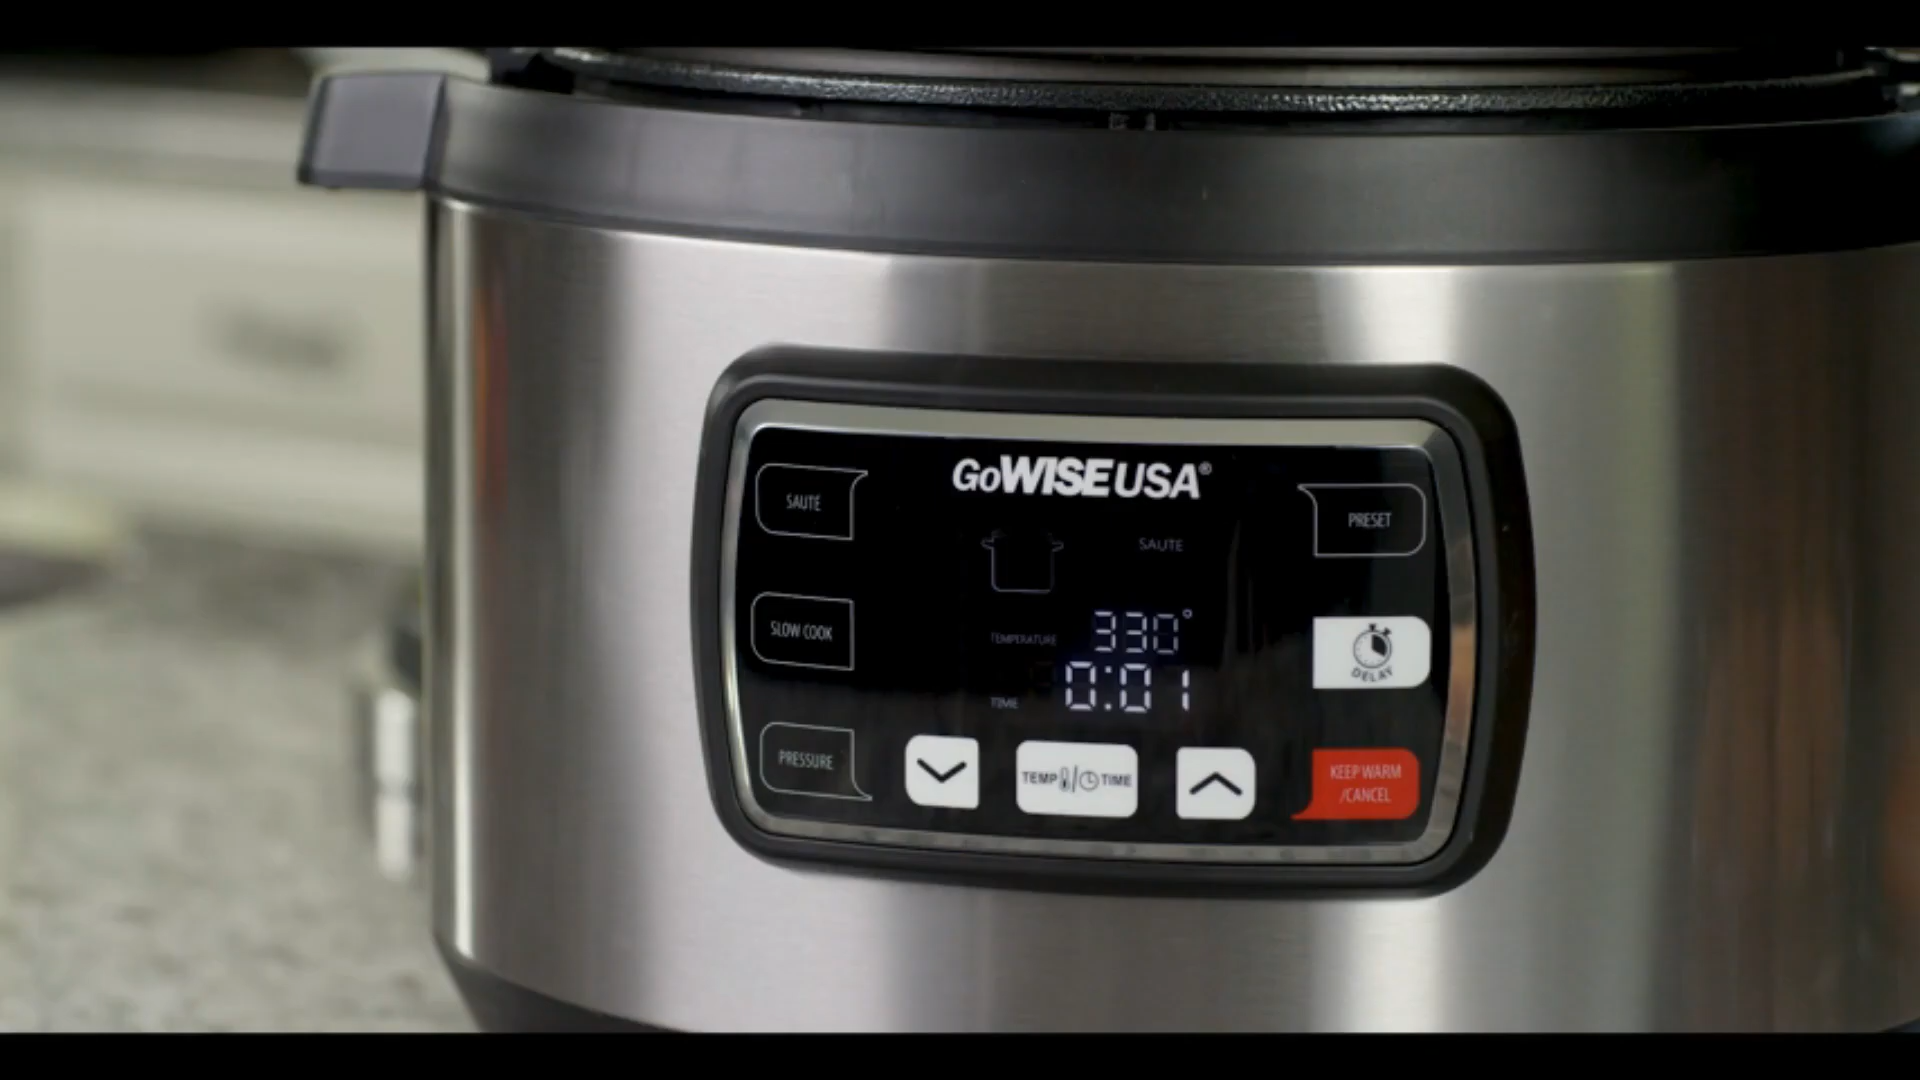 GoWISEUSA®
SAUTE
PRESET
SAUTE
SLOW COOK
TEMPERATURE 330°
TIME 0:01
DELAY
PRESSURE
TEMP/TIME
KEEP WARM
/CANCEL